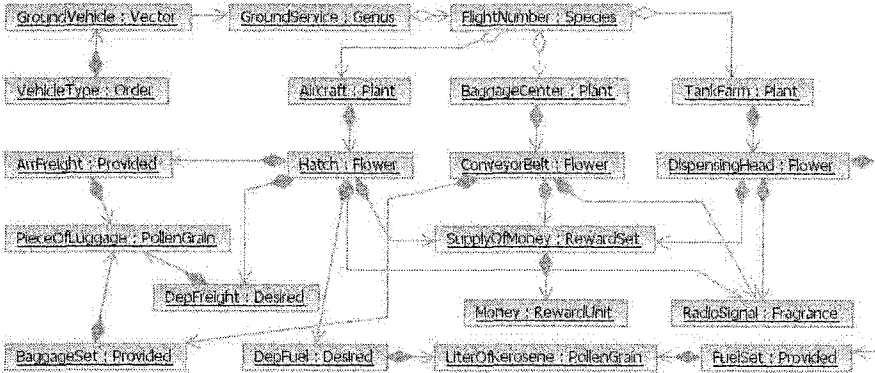 GroundVehicle : Vector
GroundService : Genus
FlightNumber : Species
VehicleType : Order
Aircraft : Plant
BaggageCenter : Plant
TankFarm : Plant
ArrFreight : Provided
Hatch : Flower
ConveyorBelt : Flower
DispensingHead : Flower
PieceOfLuggage : PollenGrain
SupplyOfMoney : RewardSet
DepFreight : Desired
Money : RewardUnit
RadioSignal : Fragrance
BaggageSet : Provided
DepFuel : Desired
LiterOfKerosene : PollenGrain
FuelSet : Provided